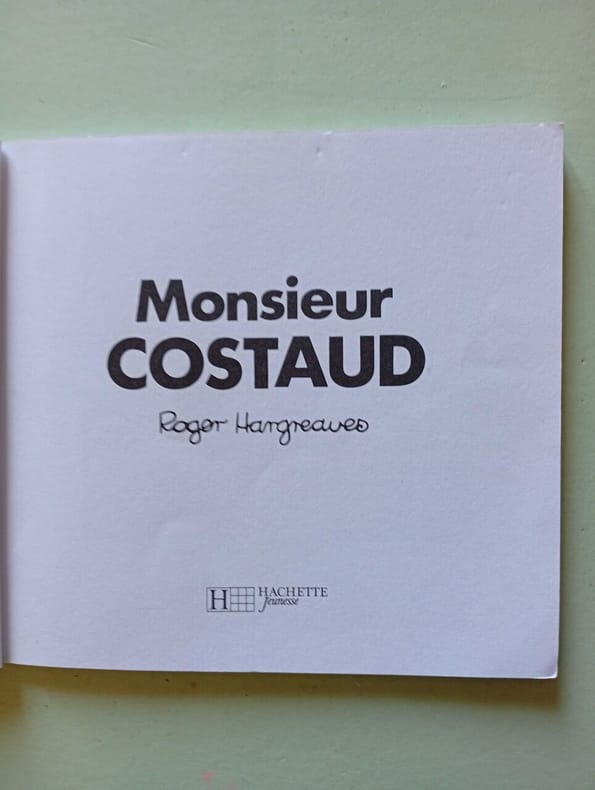 Monsieur
COSTAUD
Roger Hargreaves
H HACHETTE
Jeunesse